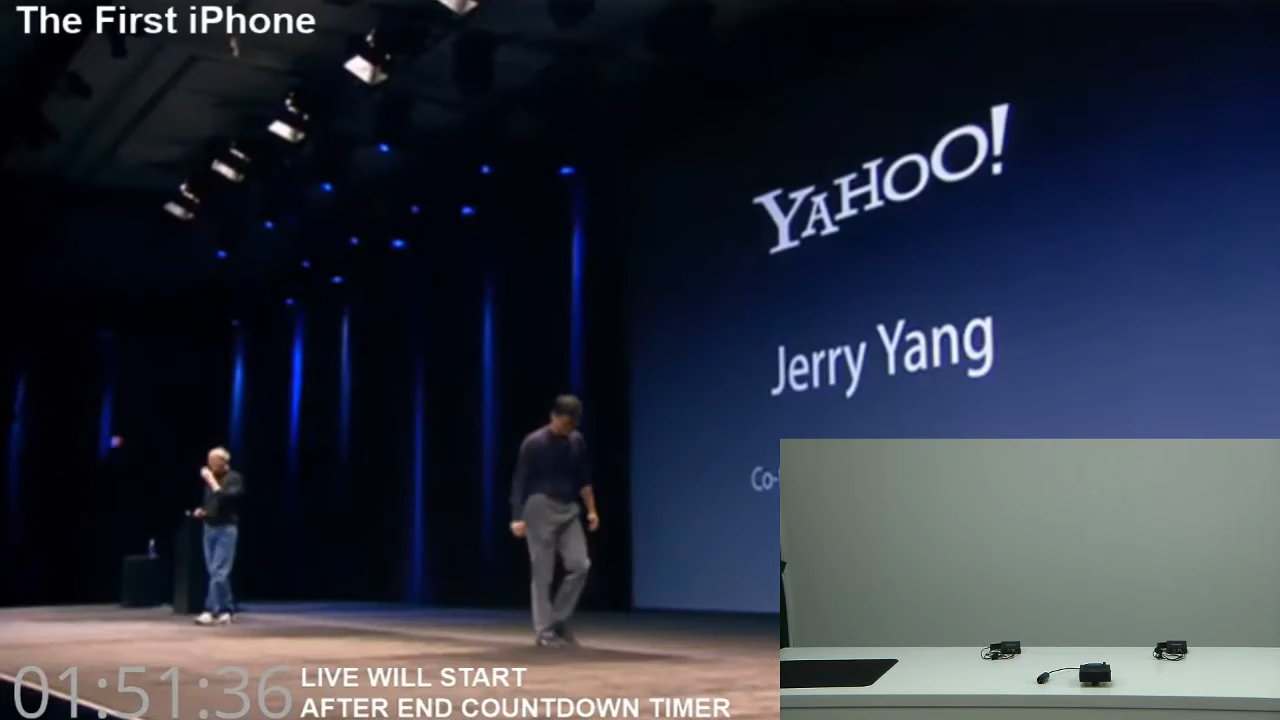 The First iPhone
YAHOO!
Jerry Yang
Co-
01:51:36
LIVE WILL START
AFTER END COUNTDOWN TIMER